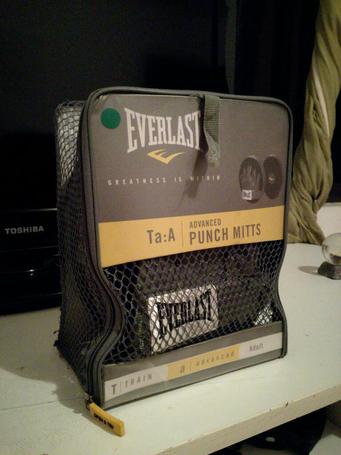 EVERLAST
GREATNESS IS WITHIN
Ta:A ADVANCED
PUNCH MITTS
TOSHIBA
EVERLAST
T TRAIN a advanced Adult